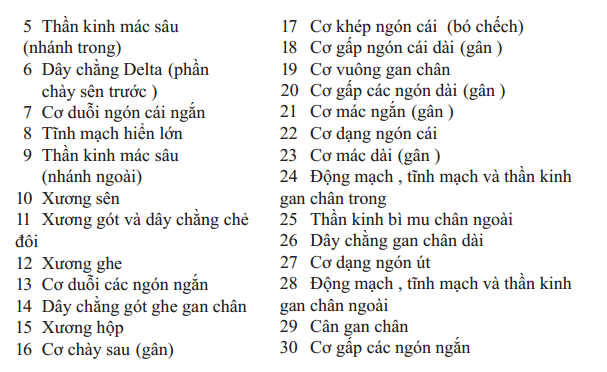 5 Thần kinh mác sâu
(nhánh trong)
6 Dây chằng Delta (phần
chày sên trước )
7 Cơ duỗi ngón cái ngắn
8 Tĩnh mạch hiển lớn
9 Thần kinh mác sâu
(nhánh ngoài)
10 Xương sên
11 Xương gót và dây chằng chẻ
đôi
12 Xương ghe
13 Cơ duỗi các ngón ngắn
14 Dây chằng gót ghe gan chân
15 Xương hộp
16 Cơ chày sau (gân)
17 Cơ khép ngón cái (bó chếch)
18 Cơ gấp ngón cái dài (gân )
19 Cơ vuông gan chân
20 Cơ gấp các ngón dài (gân )
21 Cơ mác ngắn (gân )
22 Cơ dạng ngón cái
23 Cơ mác dài (gân )
24 Động mạch , tĩnh mạch và thần kinh
gan chân trong
25 Thần kinh bì mu chân ngoài
26 Dây chằng gan chân dài
27 Cơ dạng ngón út
28 Động mạch , tĩnh mạch và thần kinh
gan chân ngoài
29 Cân gan chân
30 Cơ gấp các ngón ngắn